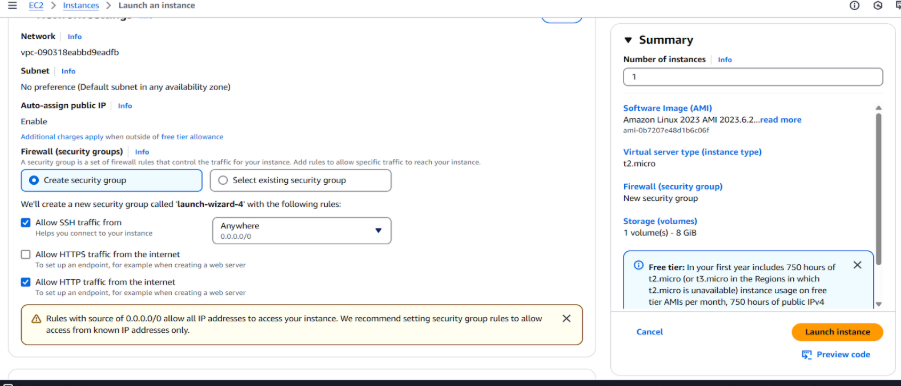 EC2 > Instances > Launch an instance
Network | Info
vpc-090318eabbd9eadfb
Subnet | Info
No preference (Default subnet in any availability zone)
Auto-assign public IP | Info
Enable
Additional charges apply when outside of free tier allowance
Firewall (security groups) | Info
A security group is a set of firewall rules that control the traffic for your instance. Add rules to allow specific traffic to reach your instance.
Create security group
Select existing security group
We'll create a new security group called 'launch-wizard-4' with the following rules:
Allow SSH traffic from
Helps you connect to your instance
Anywhere
0.0.0.0/0
Allow HTTPS traffic from the internet
To set up an endpoint, for example when creating a web server
Allow HTTP traffic from the internet
To set up an endpoint, for example when creating a web server
Rules with source of 0.0.0.0/0 allow all IP addresses to access your instance. We recommend setting security group rules to allow
access from known IP addresses only.
Summary
Number of instances | Info
1
Software Image (AMI)
Amazon Linux 2023 AMI 2023.6.2...read more
ami-0b7207e48d1b6c06f
Virtual server type (instance type)
t2.micro
Firewall (security group)
New security group
Storage (volumes)
1 volume(s) - 8 GiB
Free tier: In your first year includes 750 hours of
t2.micro (or t3.micro in the Regions in which
t2.micro is unavailable) instance usage on free
tier AMIs per month, 750 hours of public IPv4
Cancel
Launch instance
Preview code